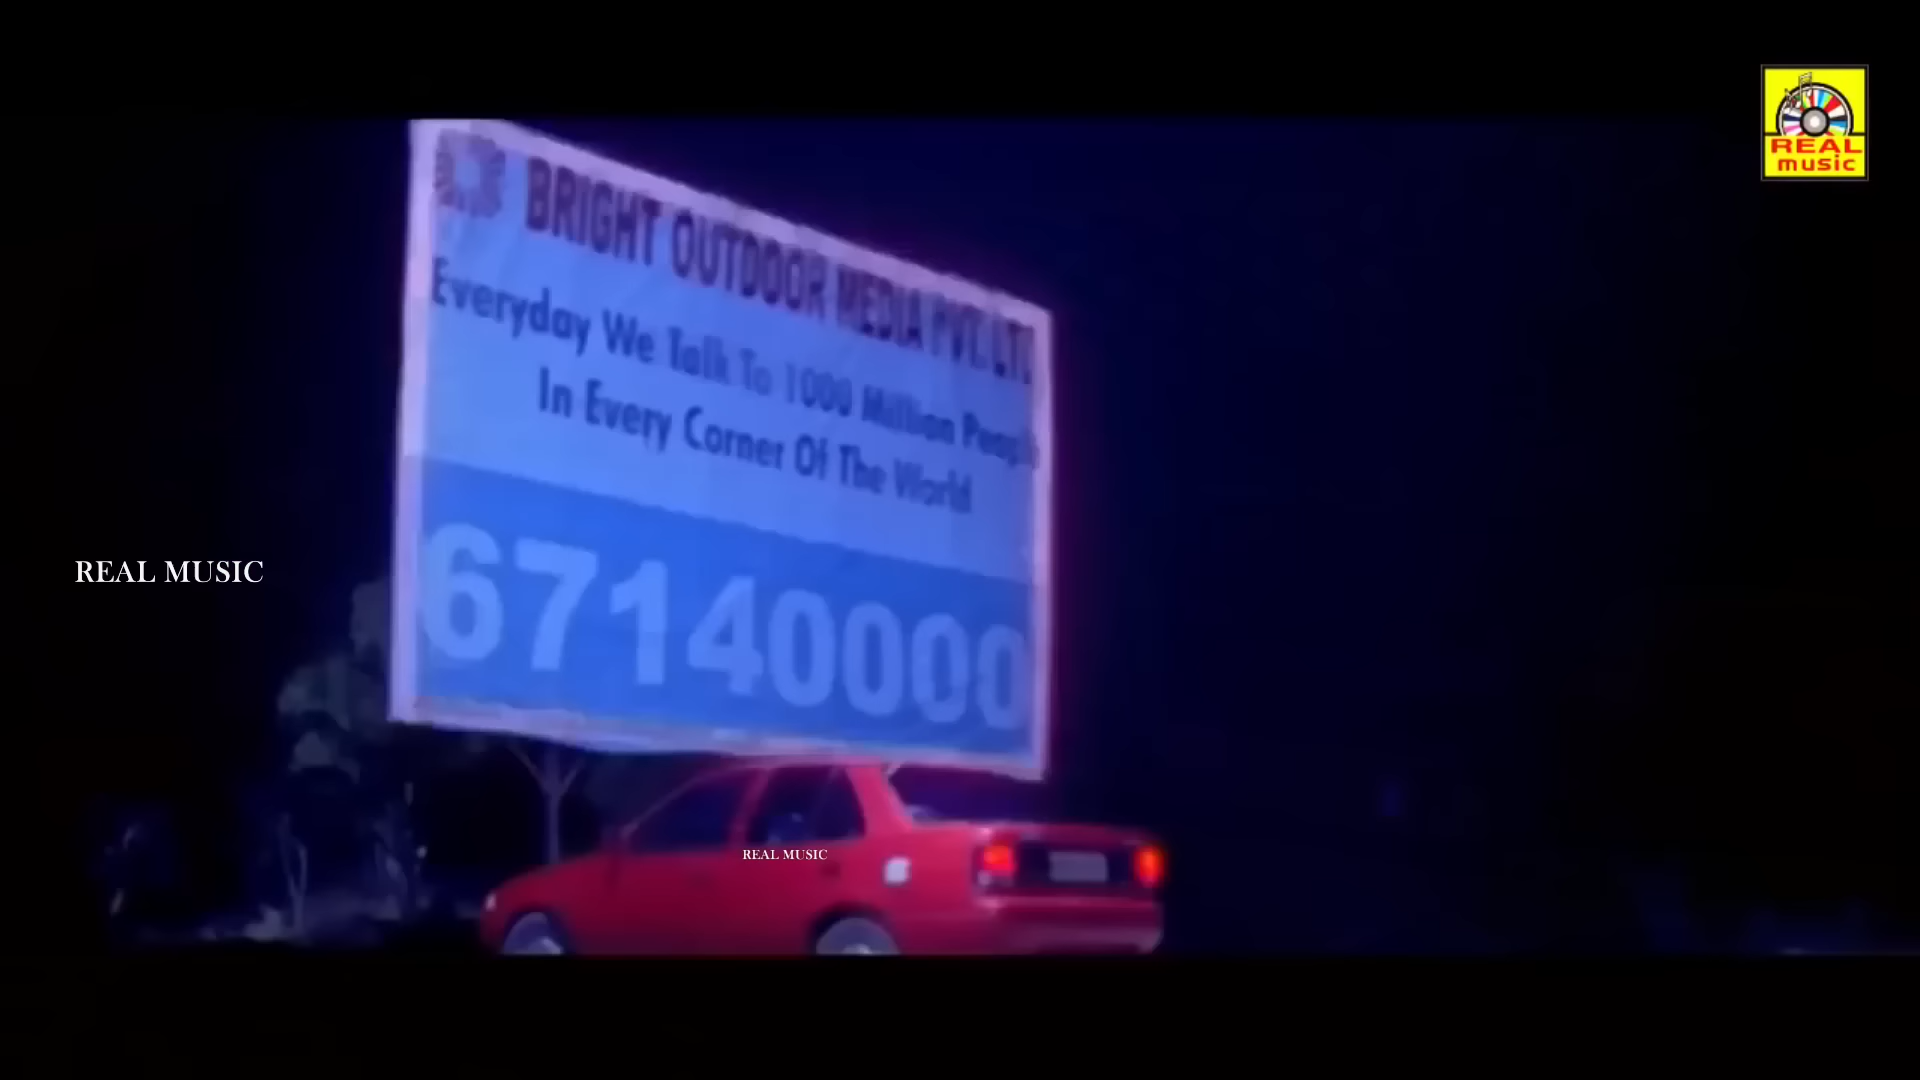 REAL
music
BRIGHT OUTDOOR MEDIA PVT. LTD
Everyday We Talk To 1000 Million People
In Every Corner Of The World
67140000
REAL MUSIC
REAL MUSIC